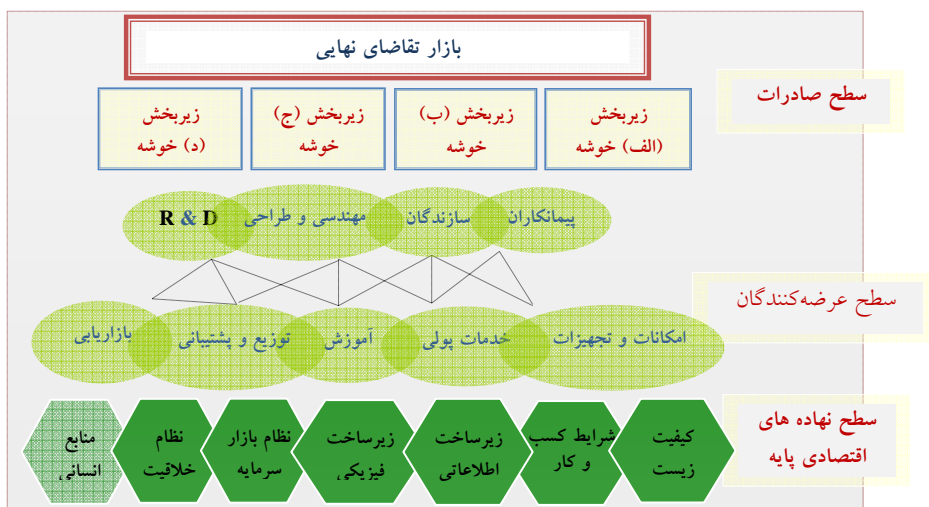 بازار تقاضای نهایی
سطح صادرات
زیربخش
(الف) خوشه
زیربخش (ب)
خوشه
زیربخش (ج)
خوشه
زیربخش
(د) خوشه
پیمانکاران
سازندگان
مهندسی و طراحی
R & D
سطح عرضه‌کنندگان
امکانات و تجهیزات
خدمات پولی
آموزش
توزیع و پشتیبانی
بازاریابی
سطح نهاده های
اقتصادی پایه
کیفیت
زیست
شرایط کسب
و کار
زیرساخت
اطلاعاتی
زیرساخت
فیزیکی
نظام بازار
سرمایه
نظام
خلاقیت
منابع
انسانی